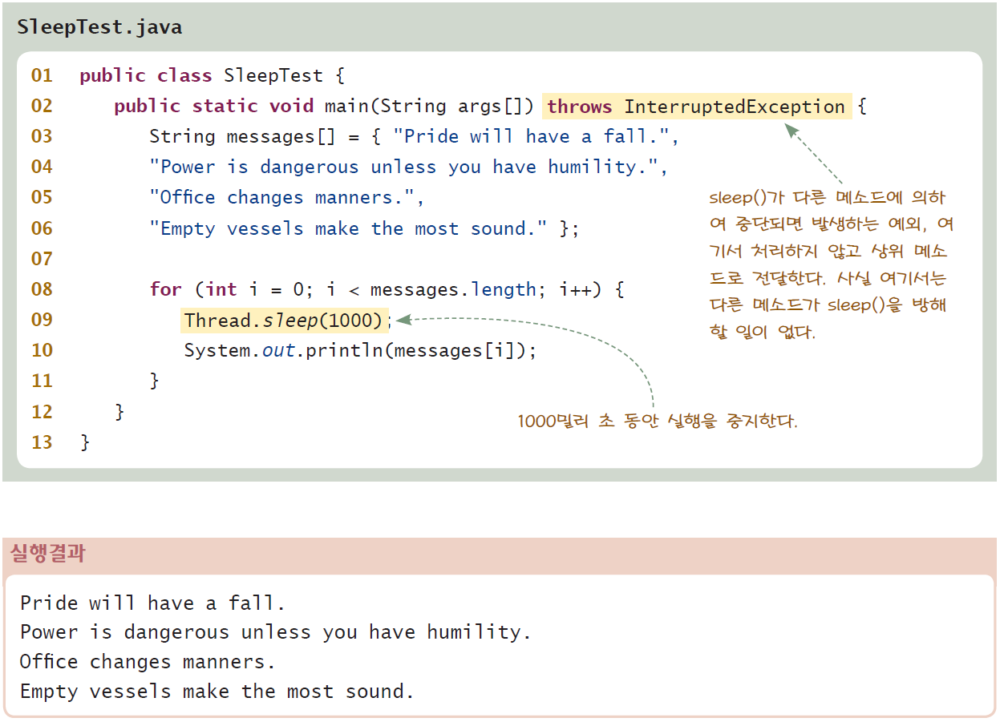 SleepTest.java
01 public class SleepTest {
02 public static void main(String args[]) throws InterruptedException {
03 String messages[] = { "Pride will have a fall.",
04 "Power is dangerous unless you have humility.",
05 "Office changes manners.",
06 "Empty vessels make the most sound." };
07
08 for (int i = 0; i < messages.length; i++) {
09 Thread.sleep(1000);
10 System.out.println(messages[i]);
11 }
12 }
13 }
sleep()가 다른 메소드에 의하
여 중단되면 발생하는 예외, 여
기서 처리하지 않고 상위 메소
드로 전달한다. 사실 여기서는
다른 메소드가 sleep()을 방해
할 일이 없다.
1000밀리 초 동안 실행을 중지한다.
실행결과
Pride will have a fall.
Power is dangerous unless you have humility.
Office changes manners.
Empty vessels make the most sound.